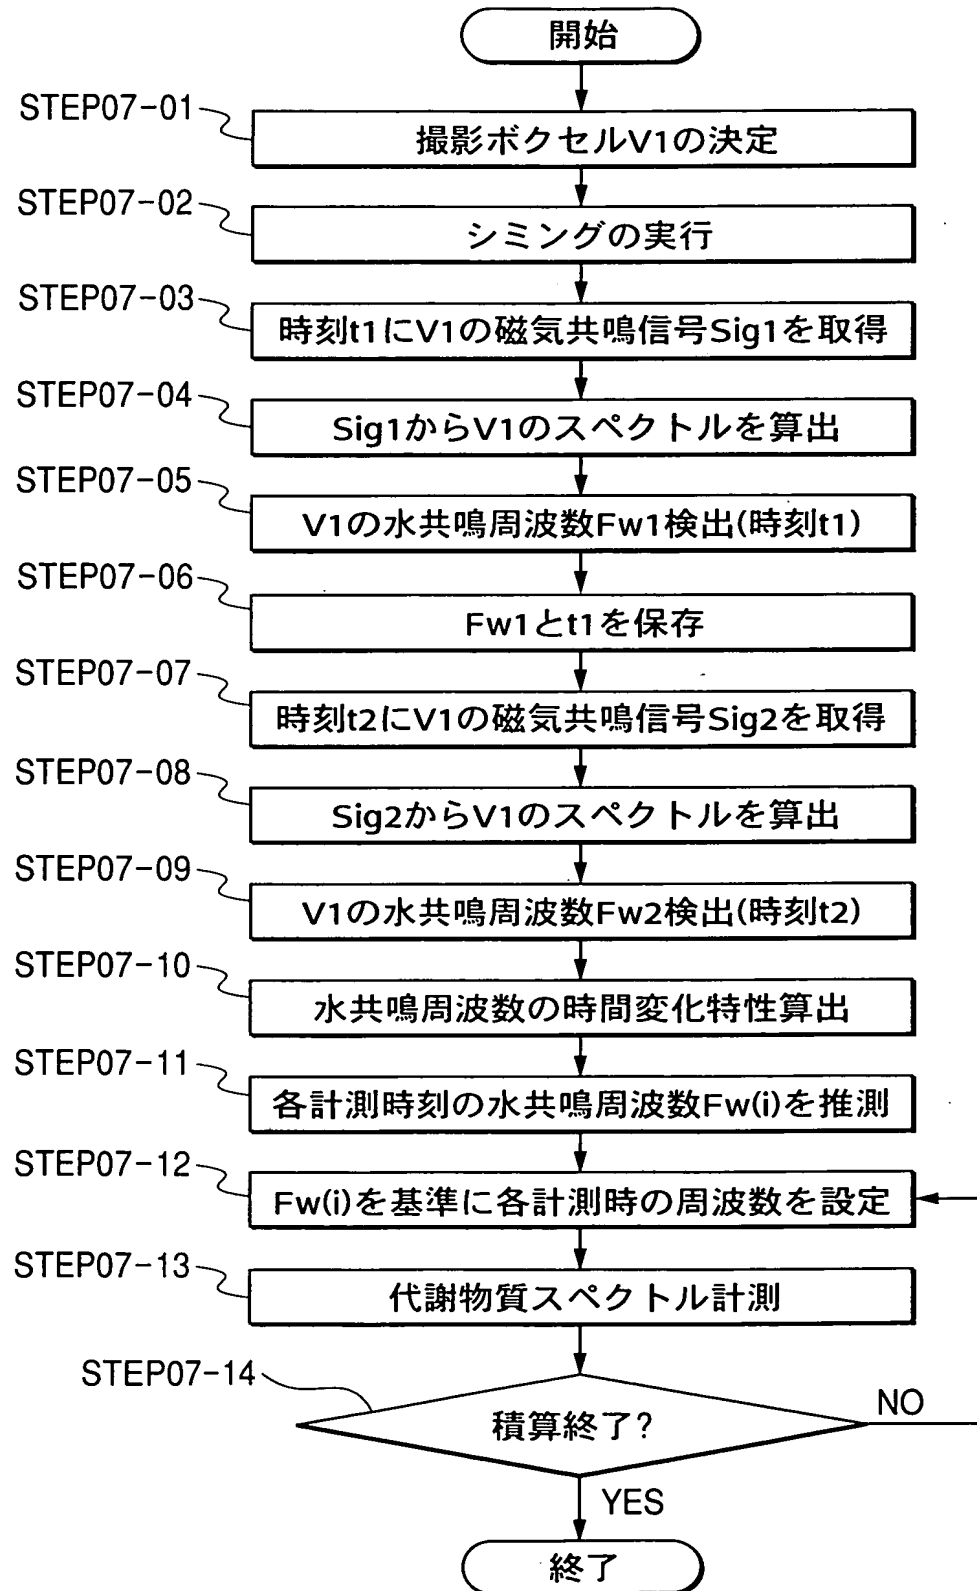 開始
STEP07-01
撮影ボクセルV1の決定
STEP07-02
シミングの実行
STEP07-03
時刻t1にV1の磁気共鳴信号Sig1を取得
STEP07-04
Sig1からV1のスペクトルを算出
STEP07-05
V1の水共鳴周波数Fw1検出(時刻t1)
STEP07-06
Fw1とt1を保存
STEP07-07
時刻t2にV1の磁気共鳴信号Sig2を取得
STEP07-08
Sig2からV1のスペクトルを算出
STEP07-09
V1の水共鳴周波数Fw2検出(時刻t2)
STEP07-10
水共鳴周波数の時間変化特性算出
STEP07-11
各計測時刻の水共鳴周波数Fw(i)を推測
STEP07-12
Fw(i)を基準に各計測時の周波数を設定
STEP07-13
代謝物質スペクトル計測
STEP07-14
積算終了?
NO
YES
終了